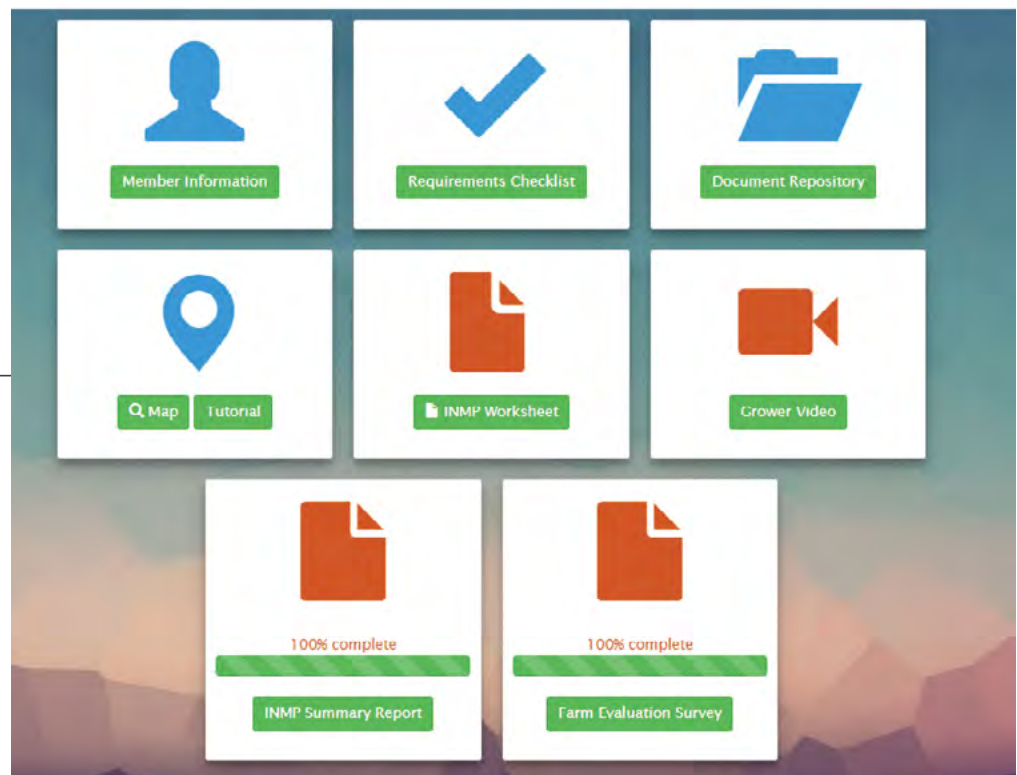 Member Information
Requirements Checklist
Document Repository
Map
Tutorial
INMP Worksheet
Grower Video
100% complete
100% complete
INMP Summary Report
Farm Evaluation Survey